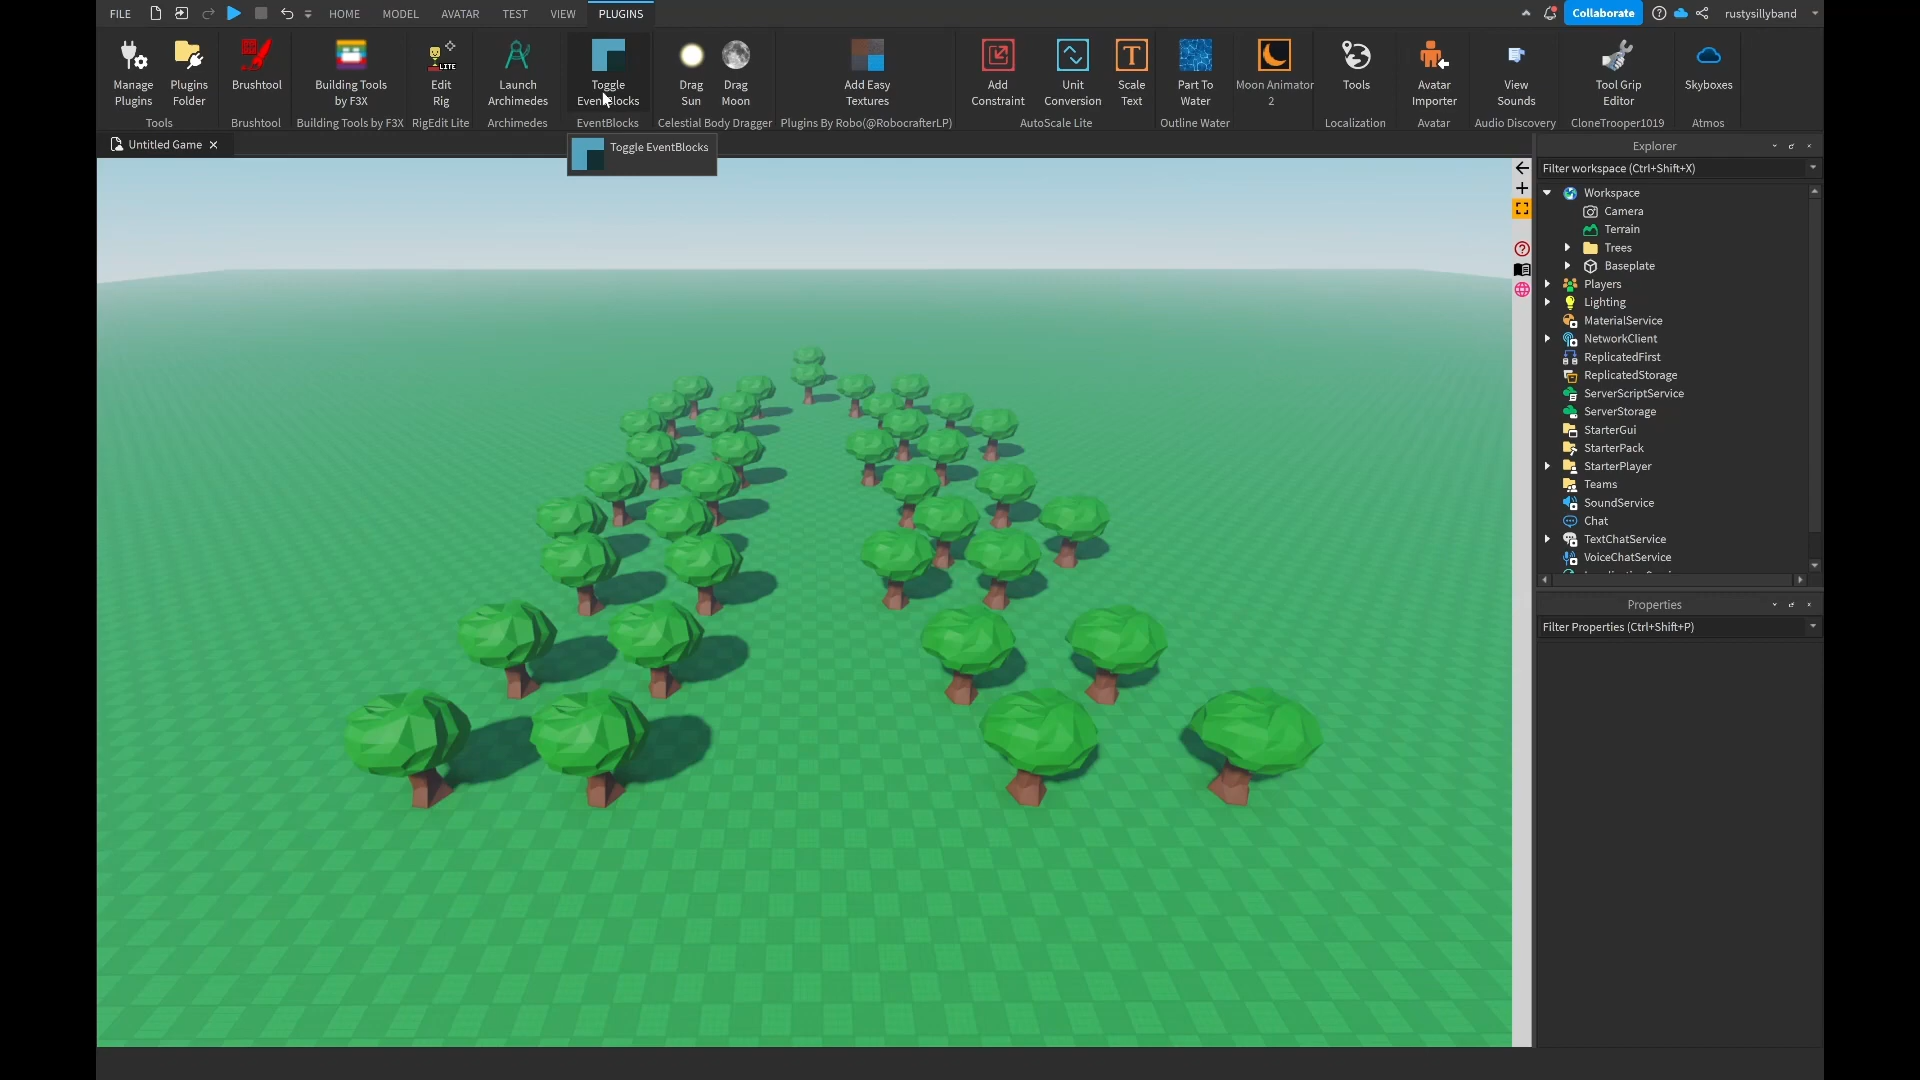 FILE HOME MODEL AVATAR TEST VIEW PLUGINS Collaborate rustysillyband
Manage Plugins
Plugins Folder
Brushtool
Building Tools by F3X
Edit Rig
LITE
Launch Archimedes
Toggle EventBlocks
Drag Sun
Drag Moon
Add Easy Textures
Add Constraint
Unit Conversion
T
Scale Text
Part To Water
Moon Animator 2
Tools
Avatar Importer
View Sounds
Tool Grip Editor
Skyboxes
Tools Brushtool Building Tools by F3X RigEdit Lite Archimedes EventBlocks Celestial Body Dragger Plugins By Robo(@RobocrafterLP) AutoScale Lite Outline Water Localization Avatar Audio Discovery CloneTrooper1019 Atmos
Untitled Game
Toggle EventBlocks
Explorer
Filter workspace (Ctrl+Shift+X)
Workspace
Camera
Terrain
Trees
Baseplate
Players
Lighting
MaterialService
NetworkClient
ReplicatedFirst
ReplicatedStorage
ServerScriptService
ServerStorage
StarterGui
StarterPack
StarterPlayer
Teams
SoundService
Chat
TextChatService
VoiceChatService
Properties
Filter Properties (Ctrl+Shift+P)